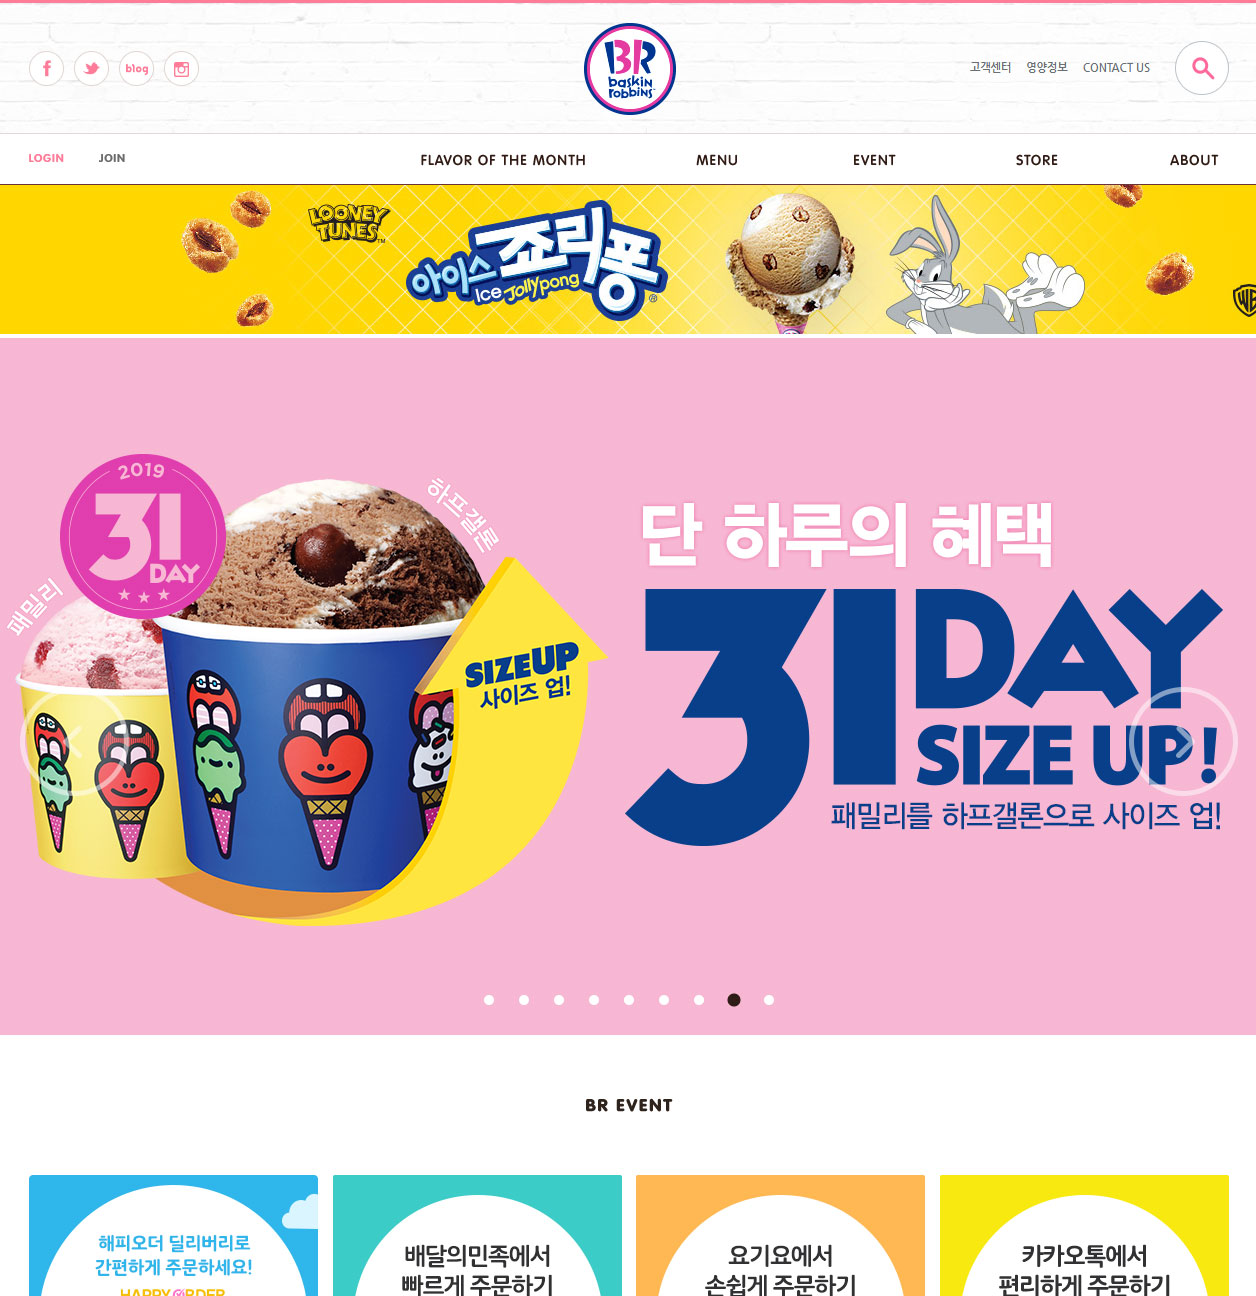 f
blog
BR
baskin
robbins
고객센터 영양정보 CONTACT US
LOGIN JOIN
FLAVOR OF THE MONTH MENU EVENT STORE ABOUT
LOONEY
TUNES™
아이스 죠리퐁
Ice Jollypong
®
WB
2019
31
DAY
패밀리
하프갤론
SIZE UP
사이즈 업!
단 하루의 혜택
31 DAY
SIZE UP!
패밀리를 하프갤론으로 사이즈 업!
BR EVENT
해피오더 딜리버리로
간편하게 주문하세요!
HAPPY ORDER
배달의민족에서
빠르게 주문하기
요기요에서
손쉽게 주문하기
카카오톡에서
편리하게 주문하기